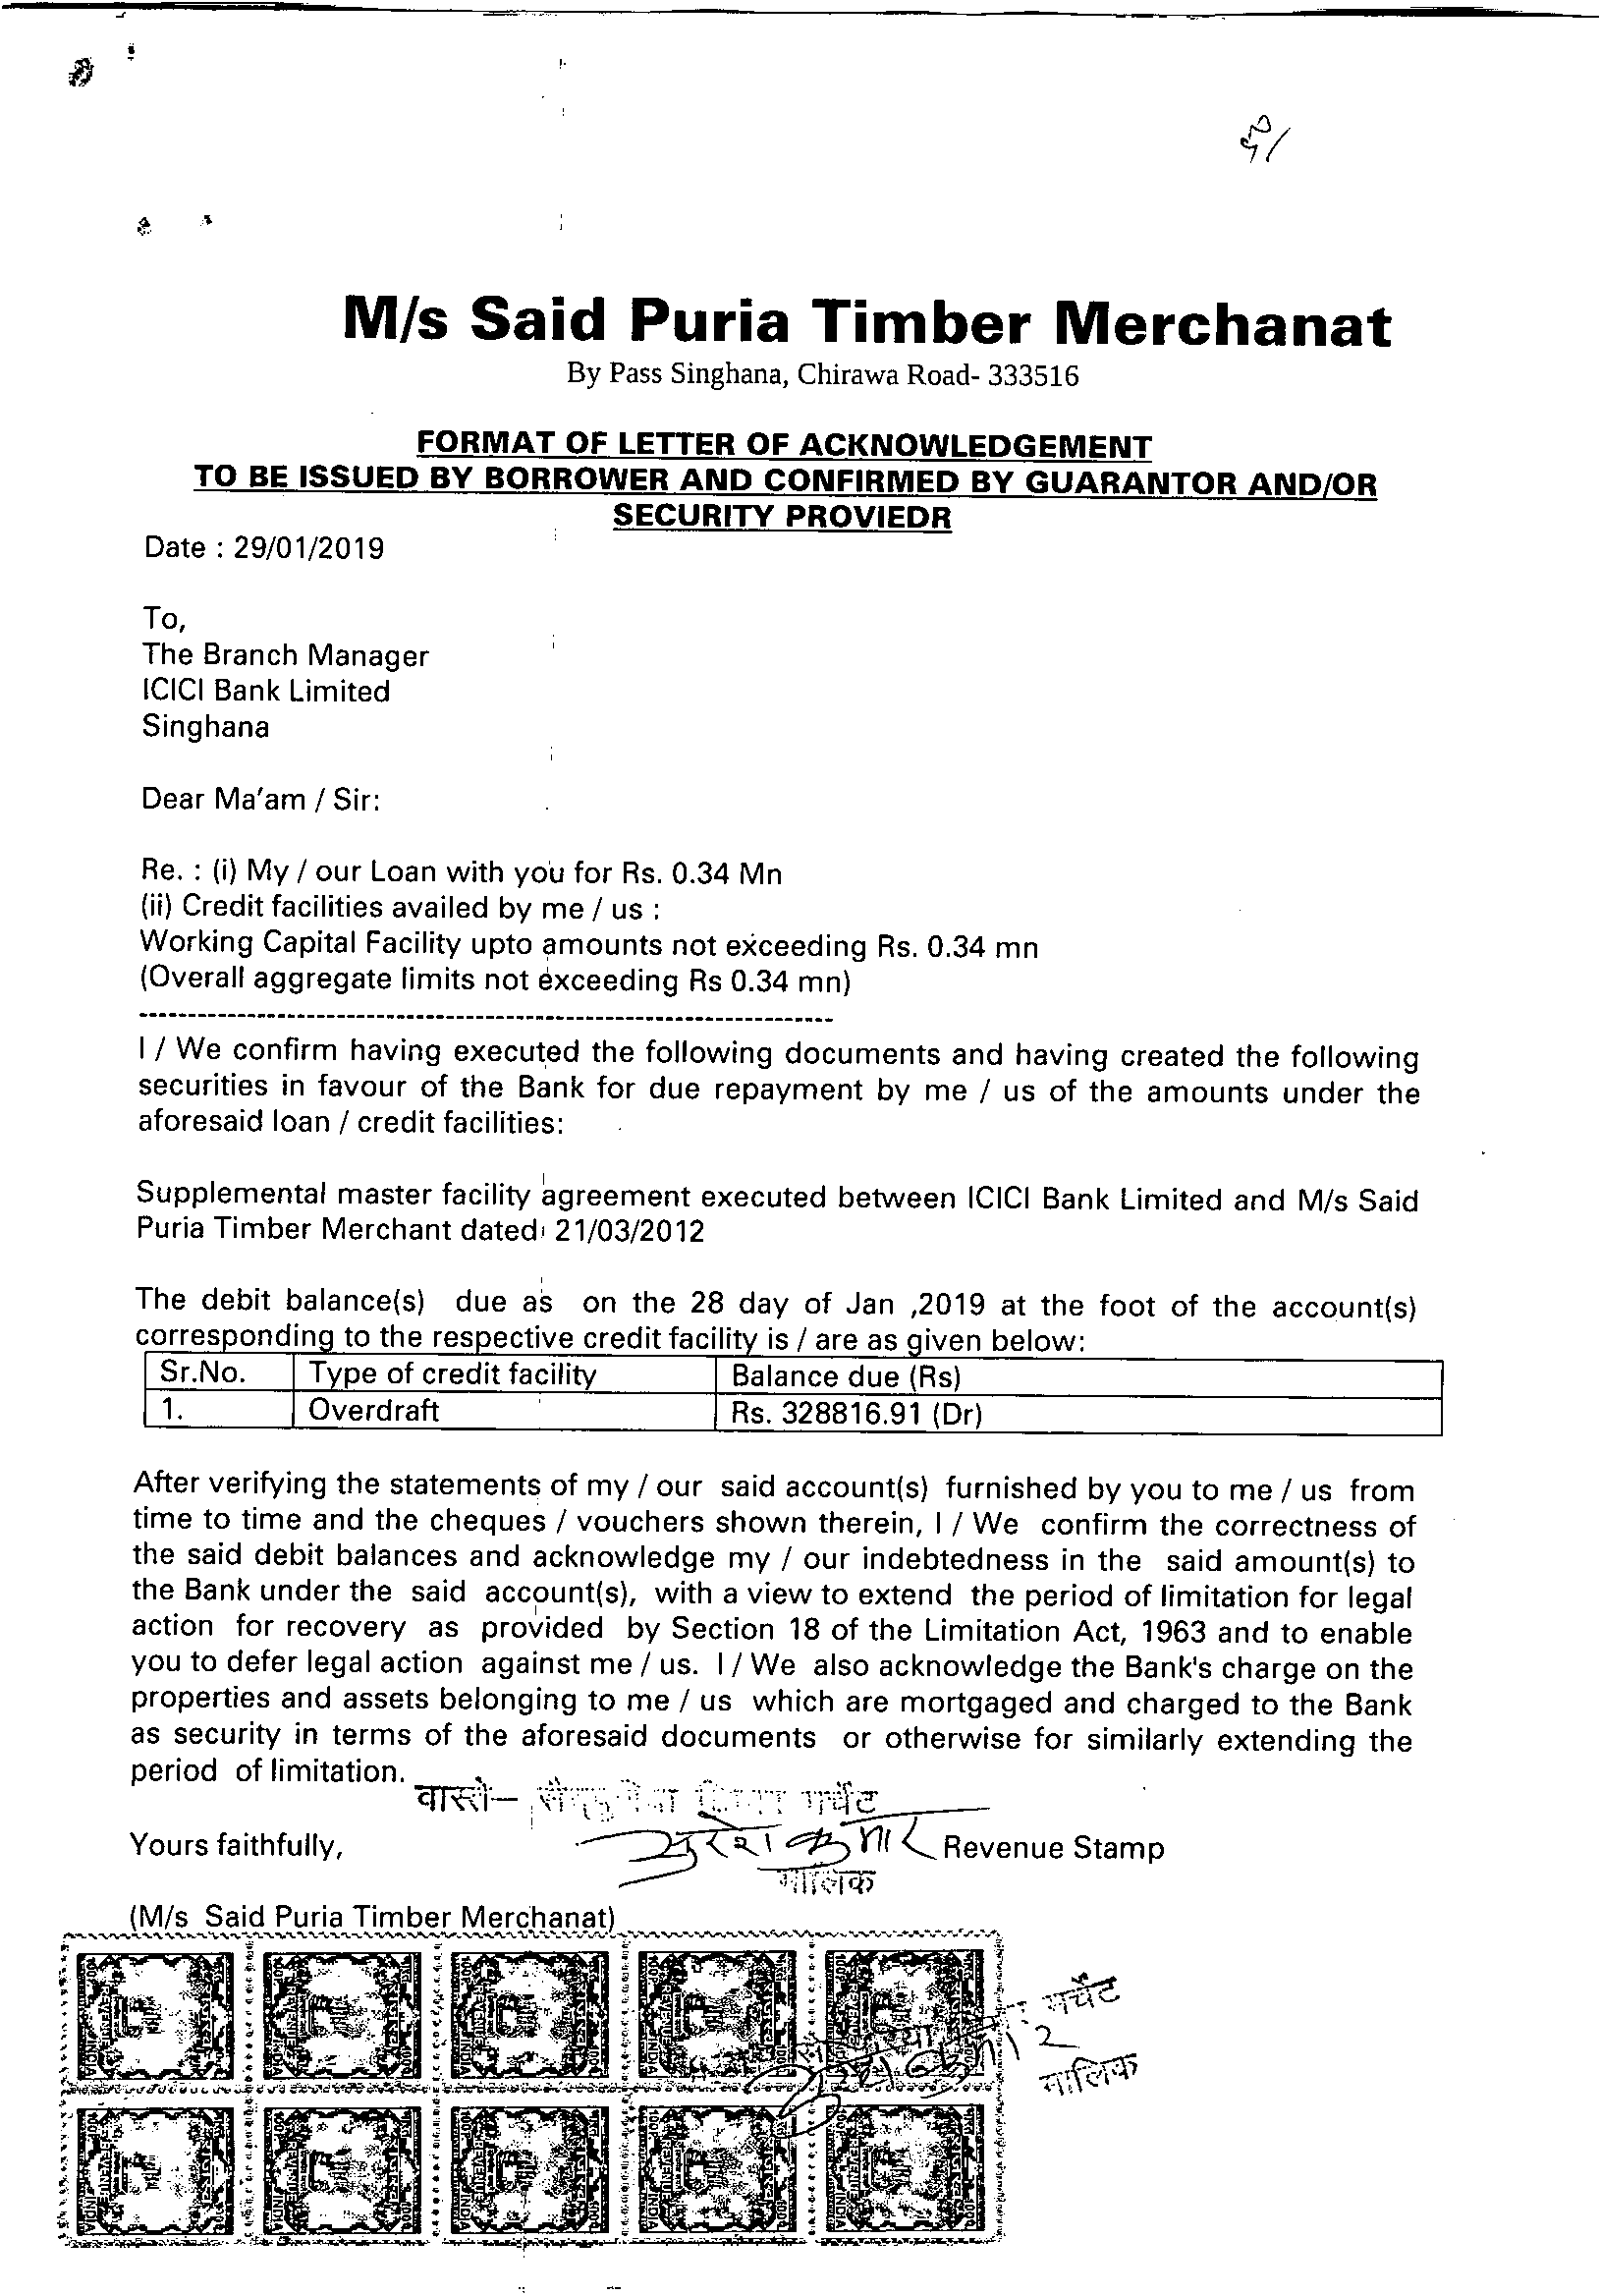 M/s Said Puria Timber Merchanat
By Pass Singhana, Chirawa Road- 333516
FORMAT OF LETTER OF ACKNOWLEDGEMENT
TO BE ISSUED BY BORROWER AND CONFIRMED BY GUARANTOR AND/OR
SECURITY PROVIEDR
Date : 29/01/2019
To,
The Branch Manager
ICICI Bank Limited
Singhana
Dear Ma'am / Sir:
Re. : (i) My / our Loan with you for Rs. 0.34 Mn
(ii) Credit facilities availed by me / us :
Working Capital Facility upto amounts not exceeding Rs. 0.34 mn
(Overall aggregate limits not exceeding Rs 0.34 mn)
I / We confirm having executed the following documents and having created the following
securities in favour of the Bank for due repayment by me / us of the amounts under the
aforesaid loan / credit facilities:
Supplemental master facility agreement executed between ICICI Bank Limited and M/s Said
Puria Timber Merchant dated 21/03/2012
The debit balance(s) due as on the 28 day of Jan ,2019 at the foot of the account(s)
corresponding to the respective credit facility is / are as given below:
Sr.No. Type of credit facility Balance due (Rs)
1. Overdraft Rs. 328816.91 (Dr)
After verifying the statements of my / our said account(s) furnished by you to me / us from
time to time and the cheques / vouchers shown therein, I / We confirm the correctness of
the said debit balances and acknowledge my / our indebtedness in the said amount(s) to
the Bank under the said account(s), with a view to extend the period of limitation for legal
action for recovery as provided by Section 18 of the Limitation Act, 1963 and to enable
you to defer legal action against me / us. I / We also acknowledge the Bank's charge on the
properties and assets belonging to me / us which are mortgaged and charged to the Bank
as security in terms of the aforesaid documents or otherwise for similarly extending the
period of limitation.
वास्ते– मर्चेंट
Yours faithfully, सुरेश कुमार Revenue Stamp
मालिक
(M/s Said Puria Timber Merchanat)
मर्चेंट
मालिक